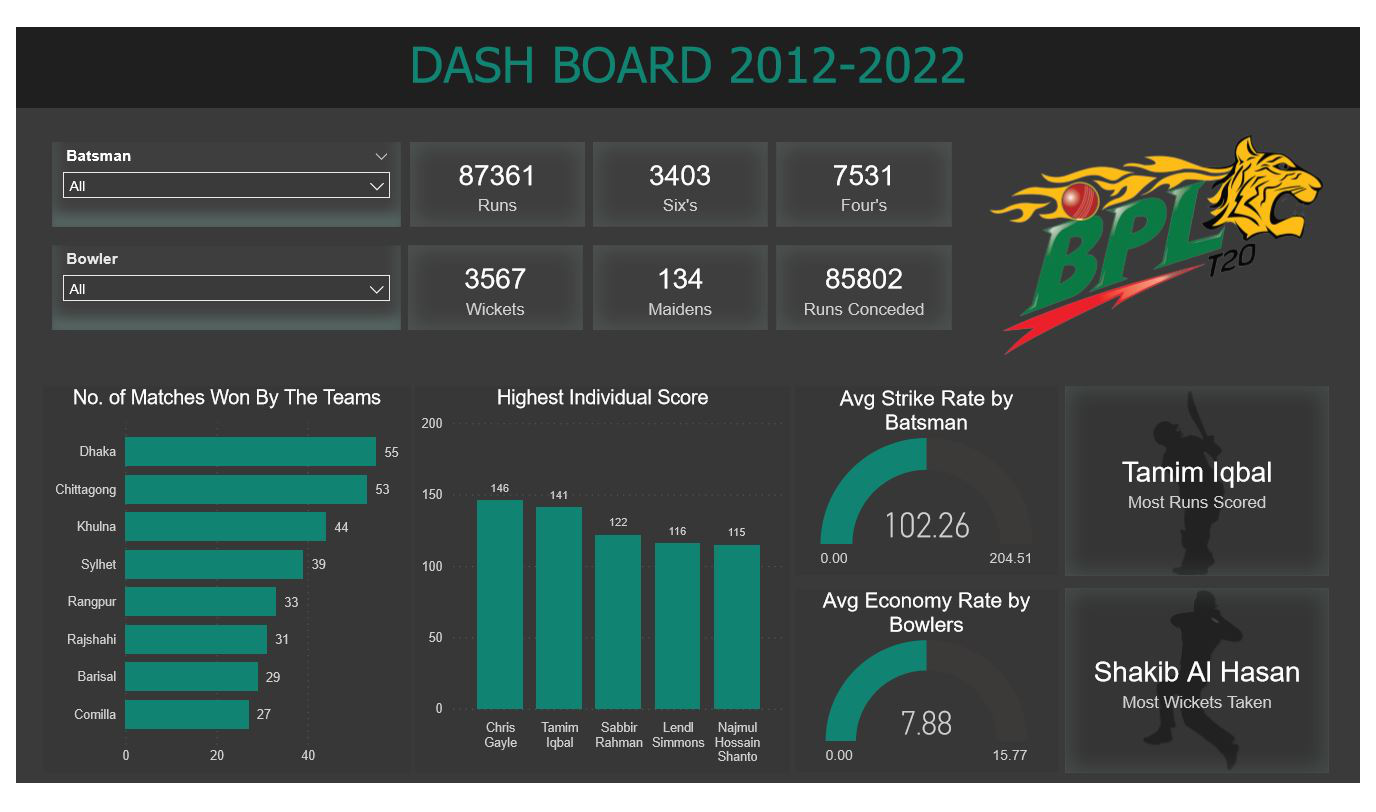 DASH BOARD 2012-2022
Batsman
All
87361
Runs
3403
Six's
7531
Four's
Bowler
All
3567
Wickets
134
Maidens
85802
Runs Conceded
BPL
T20
No. of Matches Won By The Teams
Dhaka 55
Chittagong 53
Khulna 44
Sylhet 39
Rangpur 33
Rajshahi 31
Barisal 29
Comilla 27
0 20 40
Highest Individual Score
200
150
100
50
0
146
141
122
116
115
Chris
Gayle
Tamim
Iqbal
Sabbir
Rahman
Lendl
Simmons
Najmul
Hossain
Shanto
Avg Strike Rate by
Batsman
102.26
0.00 204.51
Tamim Iqbal
Most Runs Scored
Avg Economy Rate by
Bowlers
7.88
0.00 15.77
Shakib Al Hasan
Most Wickets Taken